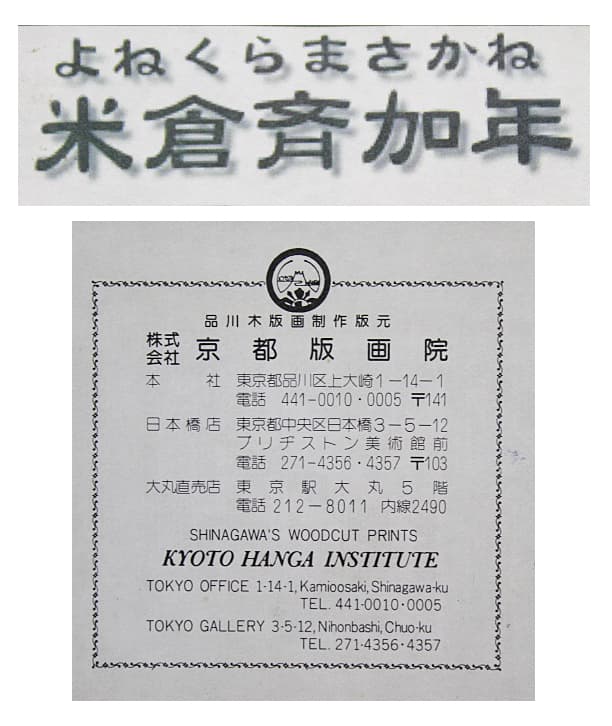 よねくらまさかね
米倉斉加年
品川木版画制作版元
株式会社 京都版画院
本社 東京都品川区上大崎1-14-1
電話 441-0010・0005 〒141
日本橋店 東京都中央区日本橋3-5-12
ブリヂストン美術館前
電話 271-4356・4357 〒103
大丸直売店 東京駅大丸5階
電話212-8011 内線2490
SHINAGAWA'S WOODCUT PRINTS
KYOTO HANGA INSTITUTE
TOKYO OFFICE 1-14-1, Kamioosaki, Shinagawa-ku
TEL. 441-0010・0005
TOKYO GALLERY 3-5-12, Nihonbashi, Chuo-ku
TEL. 271-4356・4357